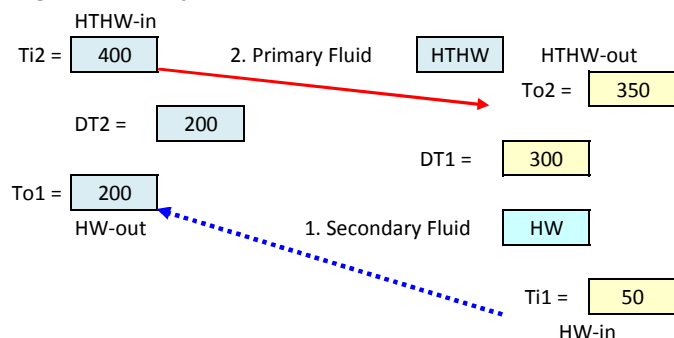 HTHW-in
Ti2 = 400 2. Primary Fluid HTHW HTHW-out
To2 = 350
DT2 = 200
DT1 = 300
To1 = 200
HW-out 1. Secondary Fluid HW
Ti1 = 50
HW-in